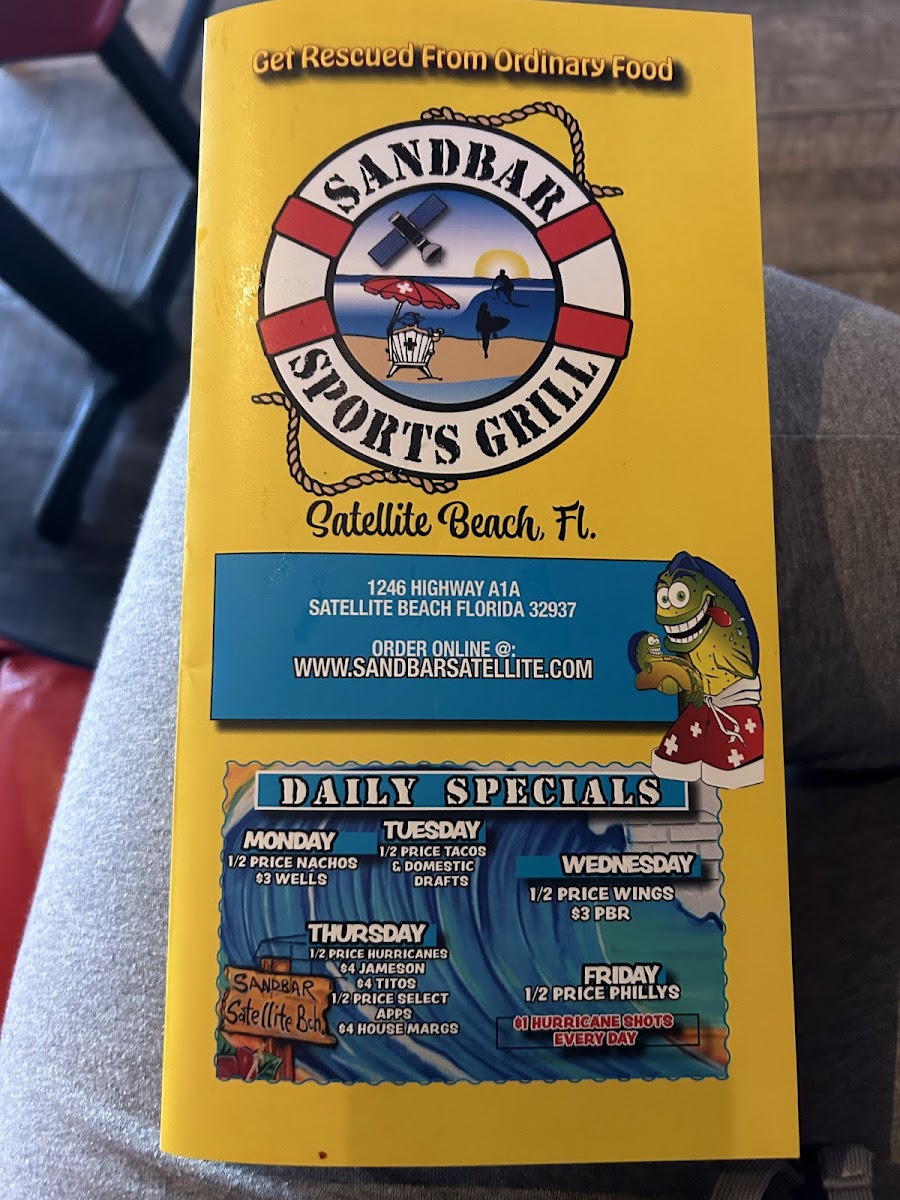 Get Rescued From Ordinary Food
SANDBAR
SPORTS GRILL
Satellite Beach, Fl.
1246 HIGHWAY A1A
SATELLITE BEACH FLORIDA 32937
ORDER ONLINE @:
WWW.SANDBARSATELLITE.COM
DAILY SPECIALS
MONDAY
1/2 PRICE NACHOS
$3 WELLS
TUESDAY
1/2 PRICE TACOS
& DOMESTIC
DRAFTS
WEDNESDAY
1/2 PRICE WINGS
$3 PBR
THURSDAY
1/2 PRICE HURRICANES
$4 JAMESON
$4 TITOS
1/2 PRICE SELECT
APPS
$4 HOUSE MARGS
FRIDAY
1/2 PRICE PHILLYS
$1 HURRICANE SHOTS
EVERY DAY
SANDBAR
Satellite Bch